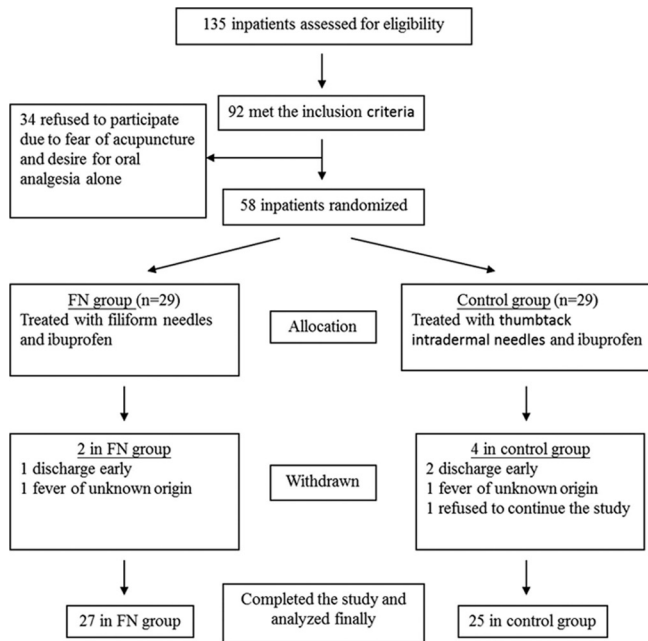 135 inpatients assessed for eligibility
92 met the inclusion criteria
34 refused to participate
due to fear of acupuncture
and desire for oral
analgesia alone
58 inpatients randomized
FN group (n=29)
Treated with filiform needles
and ibuprofen
Allocation
Control group (n=29)
Treated with thumbtack
intradermal needles and ibuprofen
2 in FN group
1 discharge early
1 fever of unknown origin
Withdrawn
4 in control group
2 discharge early
1 fever of unknown origin
1 refused to continue the study
27 in FN group
Completed the study and
analyzed finally
25 in control group